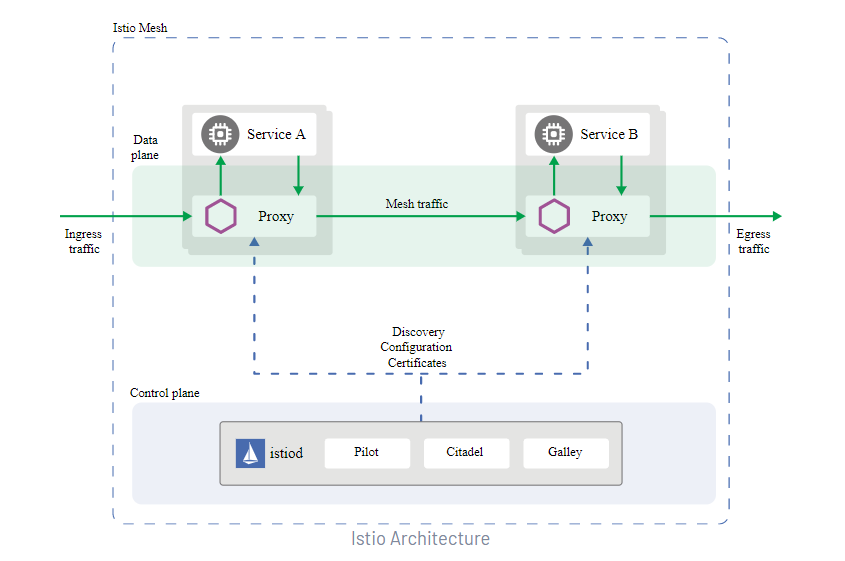 Istio Mesh
Data
plane
Service A
Service B
Proxy
Mesh traffic
Proxy
Ingress
traffic
Egress
traffic
Discovery
Configuration
Certificates
Control plane
istiod
Pilot
Citadel
Galley
Istio Architecture